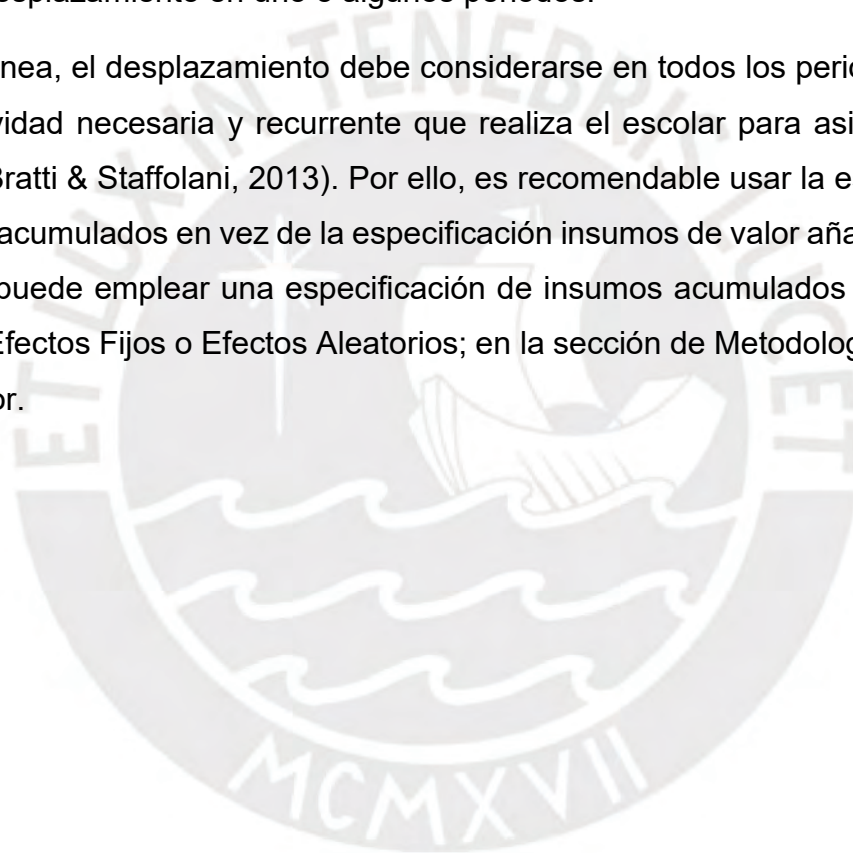 splazamiento en uno o algunos periodos.
nea, el desplazamiento debe considerarse en todos los perio
vidad necesaria y recurrente que realiza el escolar para asi
Bratti & Staffolani, 2013). Por ello, es recomendable usar la e
acumulados en vez de la especificación insumos de valor aña
puede emplear una especificación de insumos acumulados
Efectos Fijos o Efectos Aleatorios; en la sección de Metodolog
or.
ET LUX IN TENEBRIS LUCET
MCMXVII